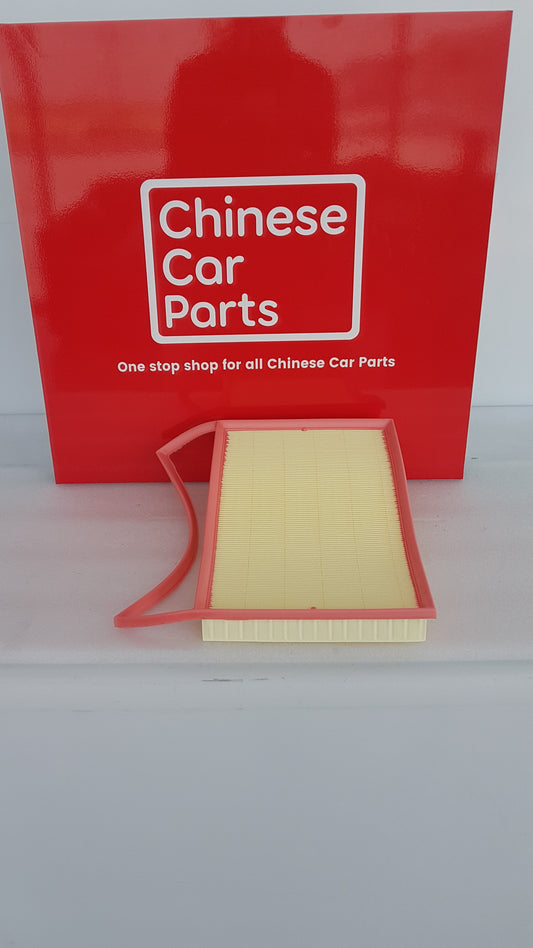 Chinese
Car
Parts
One stop shop for all Chinese Car Parts